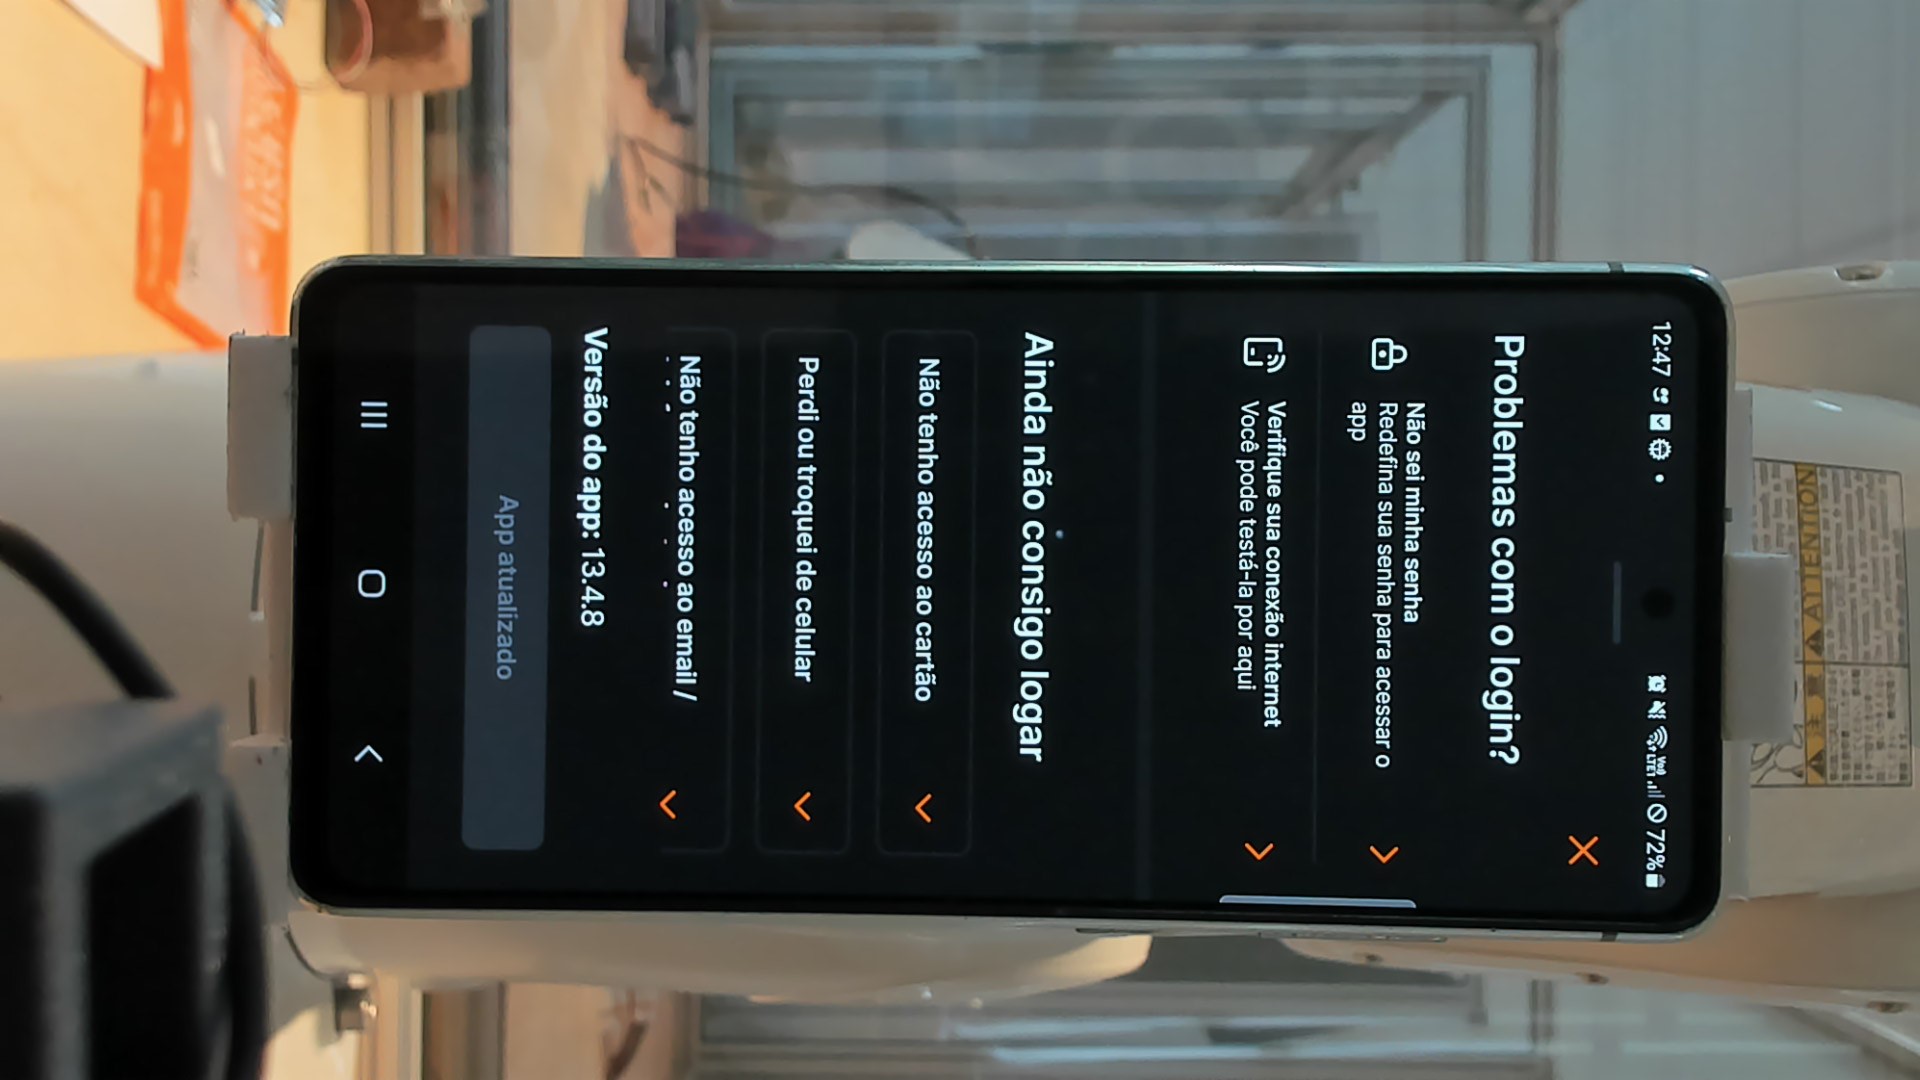 12:47
72%
Problemas com o login?
Não sei minha senha
Redefina sua senha para acessar o
app
Verifique sua conexão internet
Você pode testá-la por aqui
Ainda não consigo logar
Não tenho acesso ao cartão
Perdi ou troquei de celular
Não tenho acesso ao email /
Versão do app: 13.4.8
App atualizado
ATTENTION